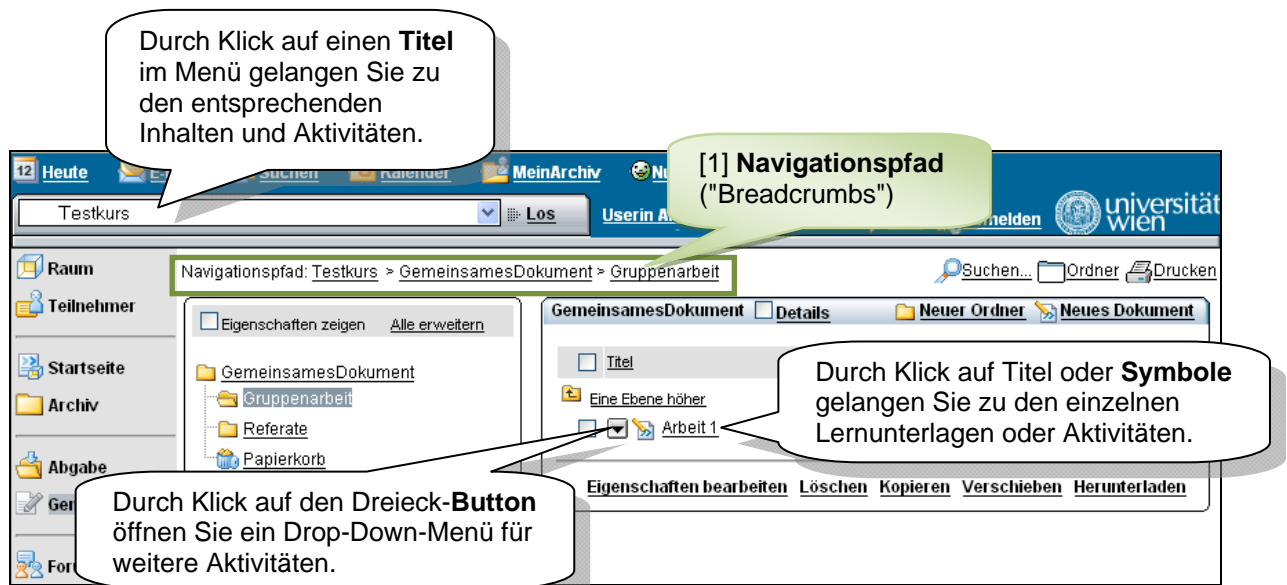 Durch Klick auf einen Titel
im Menü gelangen Sie zu
den entsprechenden
Inhalten und Aktivitäten.
[1] Navigationspfad
("Breadcrumbs")
12 Heute Suchen Kalender MeinArchiv
Testkurs Los Userin universität
wien
Raum
Teilnehmer
Startseite
Archiv
Abgabe
Navigationspfad: Testkurs > GemeinsamesDokument > Gruppenarbeit
Suchen... Ordner Drucken
Eigenschaften zeigen Alle erweitern
GemeinsamesDokument
Gruppenarbeit
Referate
Papierkorb
GemeinsamesDokument Details Neuer Ordner Neues Dokument
Titel
Eine Ebene höher
Arbeit 1
Eigenschaften bearbeiten Löschen Kopieren Verschieben Herunterladen
Durch Klick auf Titel oder Symbole
gelangen Sie zu den einzelnen
Lernunterlagen oder Aktivitäten.
Durch Klick auf den Dreieck-Button
öffnen Sie ein Drop-Down-Menü für
weitere Aktivitäten.